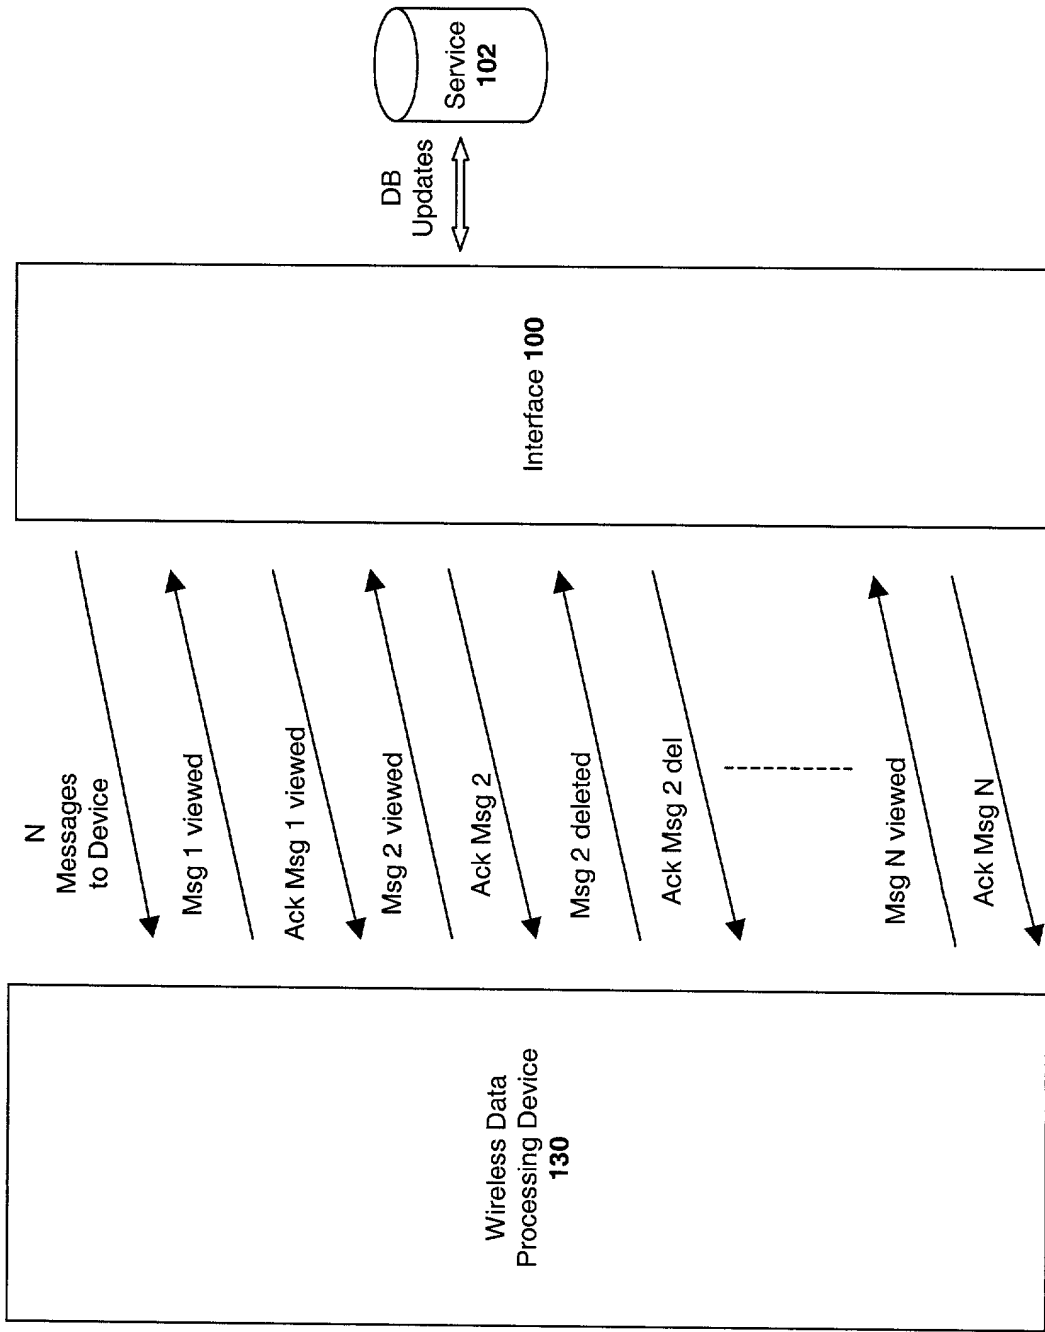 N
Messages
to Device
Msg 1 viewed
Ack Msg 1 viewed
Msg 2 viewed
Ack Msg 2
Msg 2 deleted
Ack Msg 2 del
Msg N viewed
Ack Msg N
Wireless Data
Processing Device
130
Interface 100
DB
Updates
Service
102